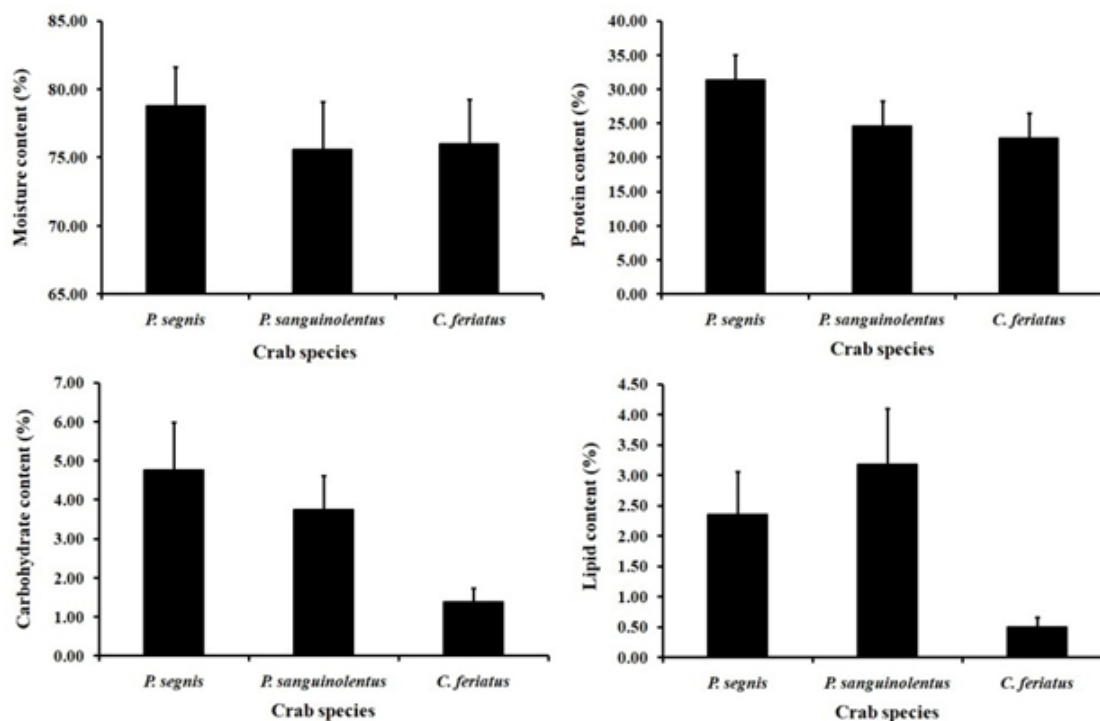 Moisture content (%)
85.00
80.00
75.00
70.00
65.00
P. segnis P. sanguinolentus C. feriatus
Crab species
Protein content (%)
40.00
35.00
30.00
25.00
20.00
15.00
10.00
5.00
0.00
P. segnis P. sanguinolentus C. feriatus
Crab species
Carbohydrate content (%)
7.00
6.00
5.00
4.00
3.00
2.00
1.00
0.00
P. segnis P. sanguinolentus C. feriatus
Crab species
Lipid content (%)
4.50
4.00
3.50
3.00
2.50
2.00
1.50
1.00
0.50
0.00
P. segnis P. sanguinolentus C. feriatus
Crab species